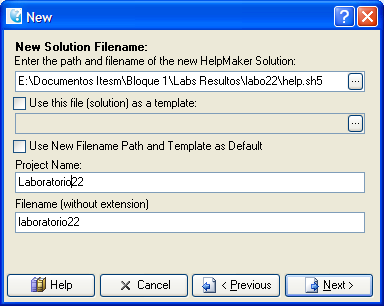 New
New Solution Filename:
Enter the path and filename of the new HelpMaker Solution:
E:\Documentos Itesm\Bloque 1\Labs Resultos\labo22\help.sh5
...
Use this file (solution) as a template:
...
Use New Filename Path and Template as Default
Project Name:
Laboratorio22
Filename (without extension)
laboratorio22
Help
Cancel
< Previous
Next >